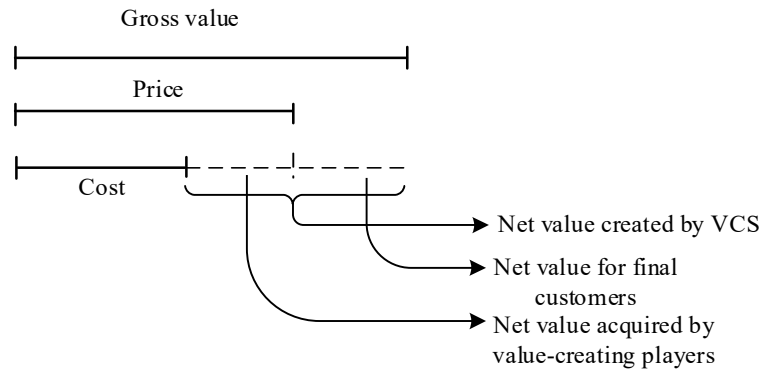 Gross value
Price
Cost
Net value created by VCS
Net value for final
customers
Net value acquired by
value-creating players